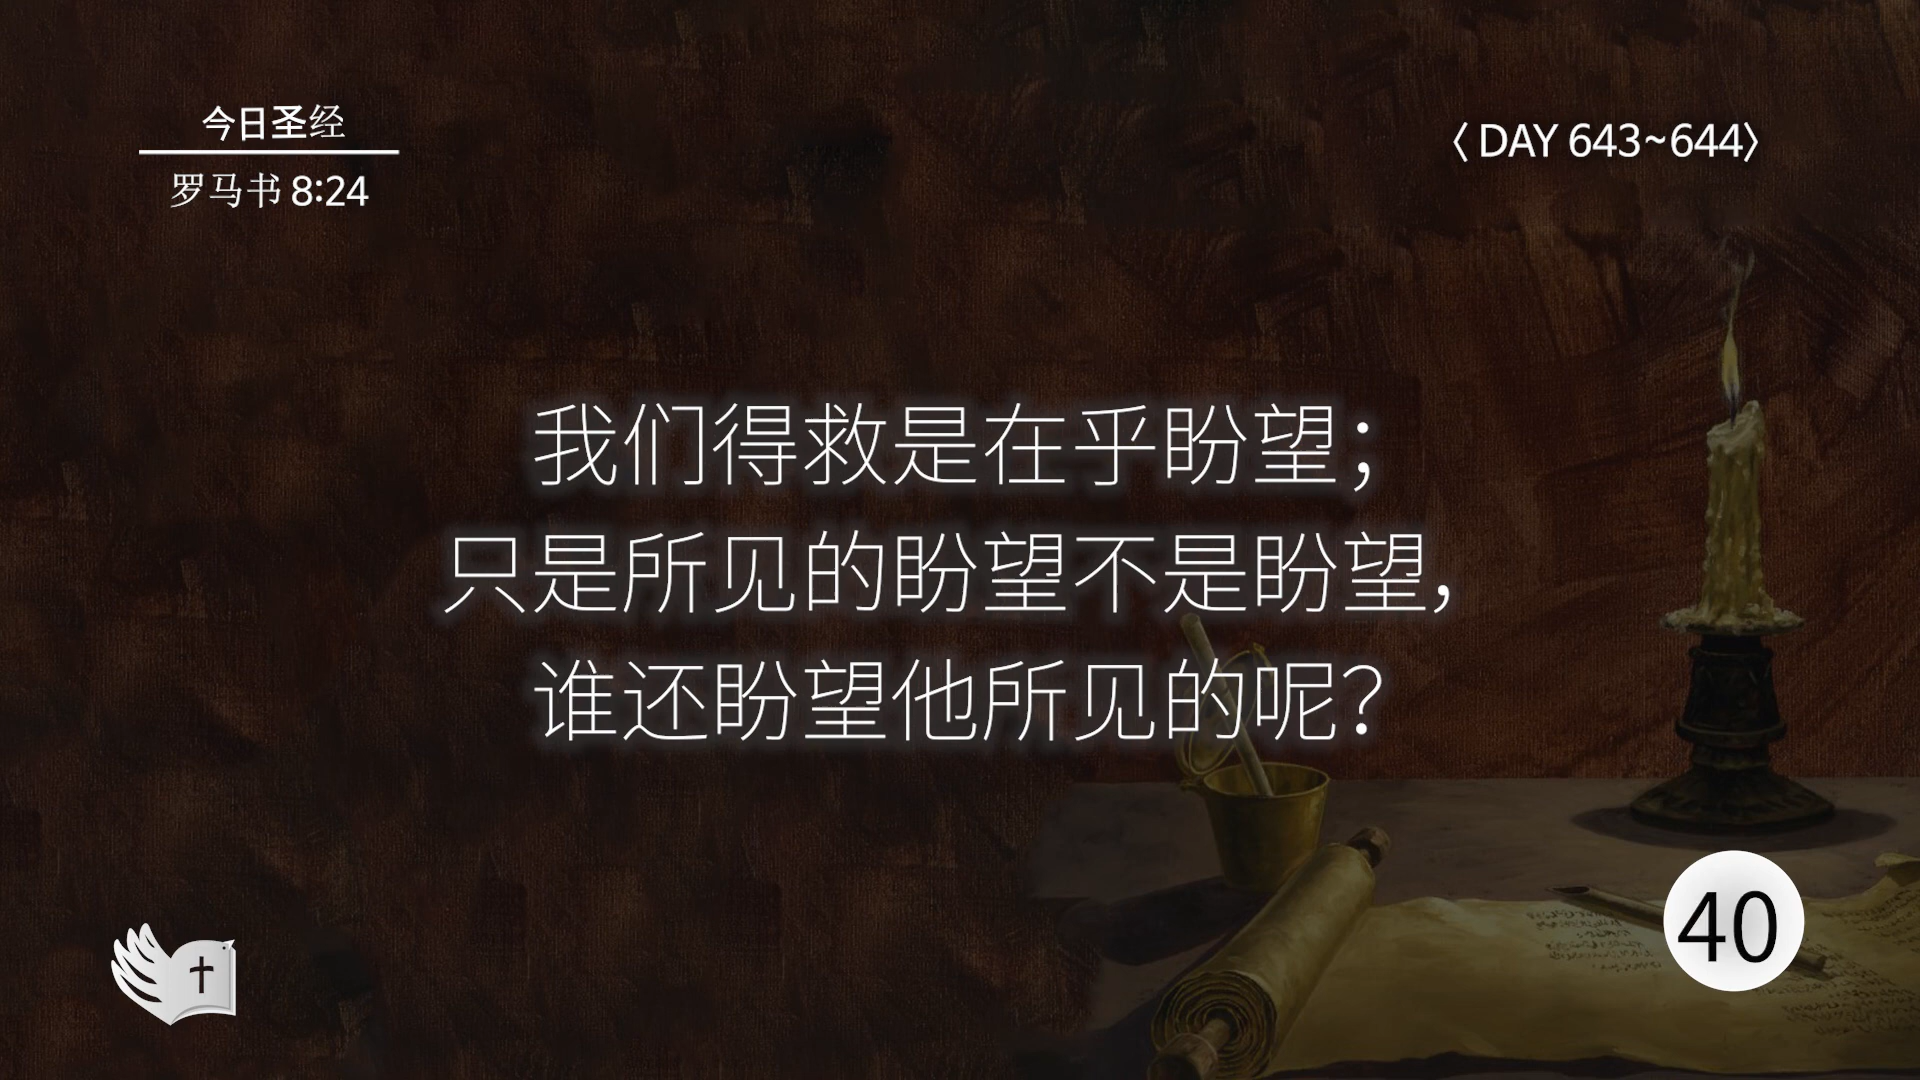 今日圣经
罗马书 8:24
〈 DAY 643~644〉
我们得救是在乎盼望；
只是所见的盼望不是盼望，
谁还盼望他所见的呢？
40